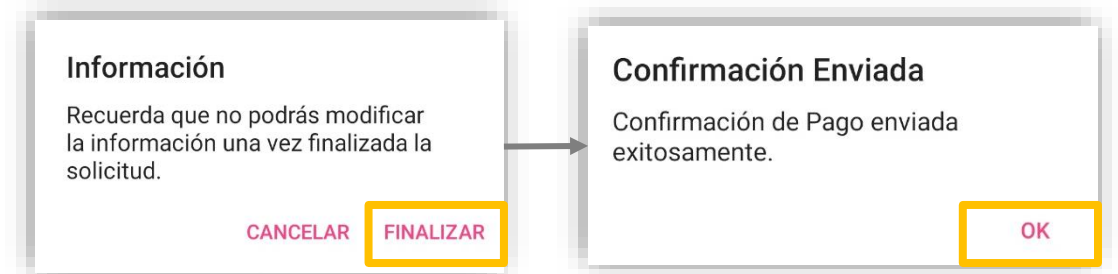 Información
Recuerda que no podrás modificar
la información una vez finalizada la
solicitud.
CANCELAR FINALIZAR
Confirmación Enviada
Confirmación de Pago enviada
exitosamente.
OK